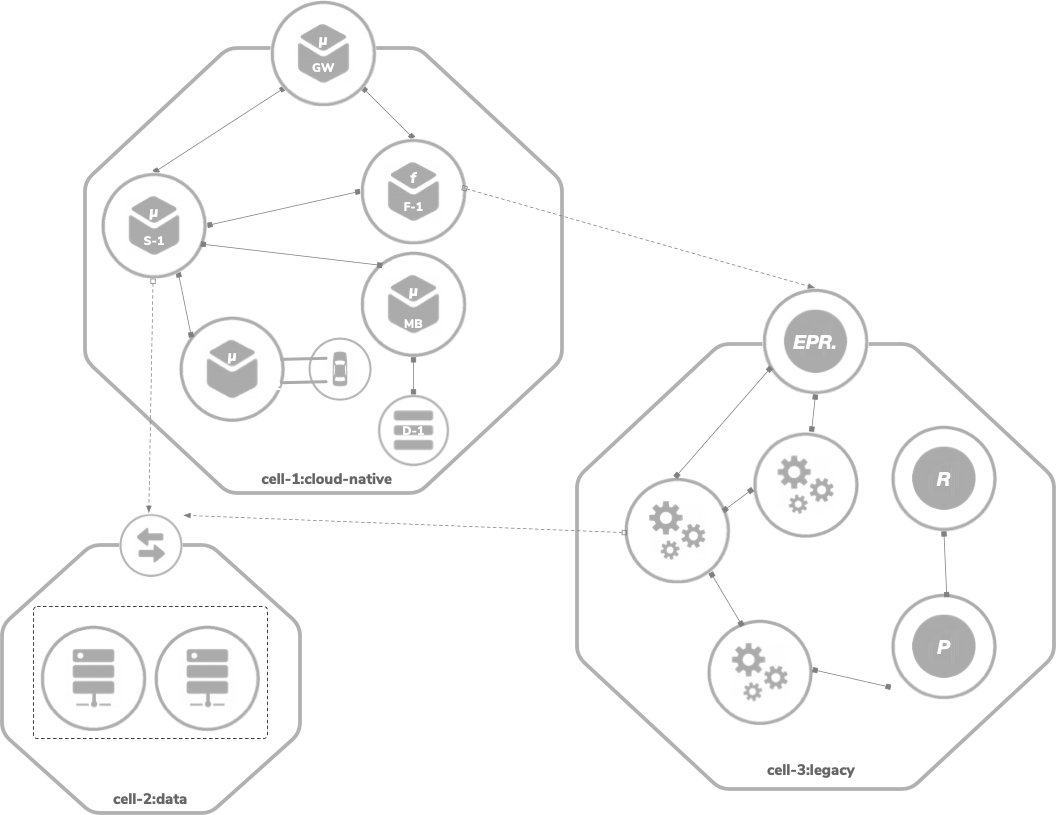 μ
GW
f
F-1
μ
S-1
μ
MB
μ
D-1
cell-1:cloud-native
EPR.
R
P
cell-3:legacy
cell-2:data